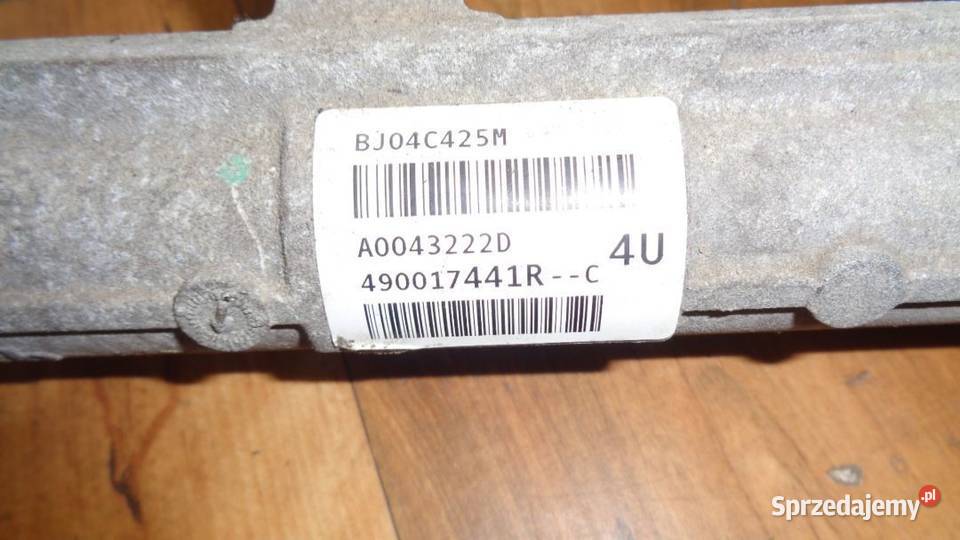 BJ04C425M
A0043222D
4U
490017441R--C
Sprzedajemy.pl